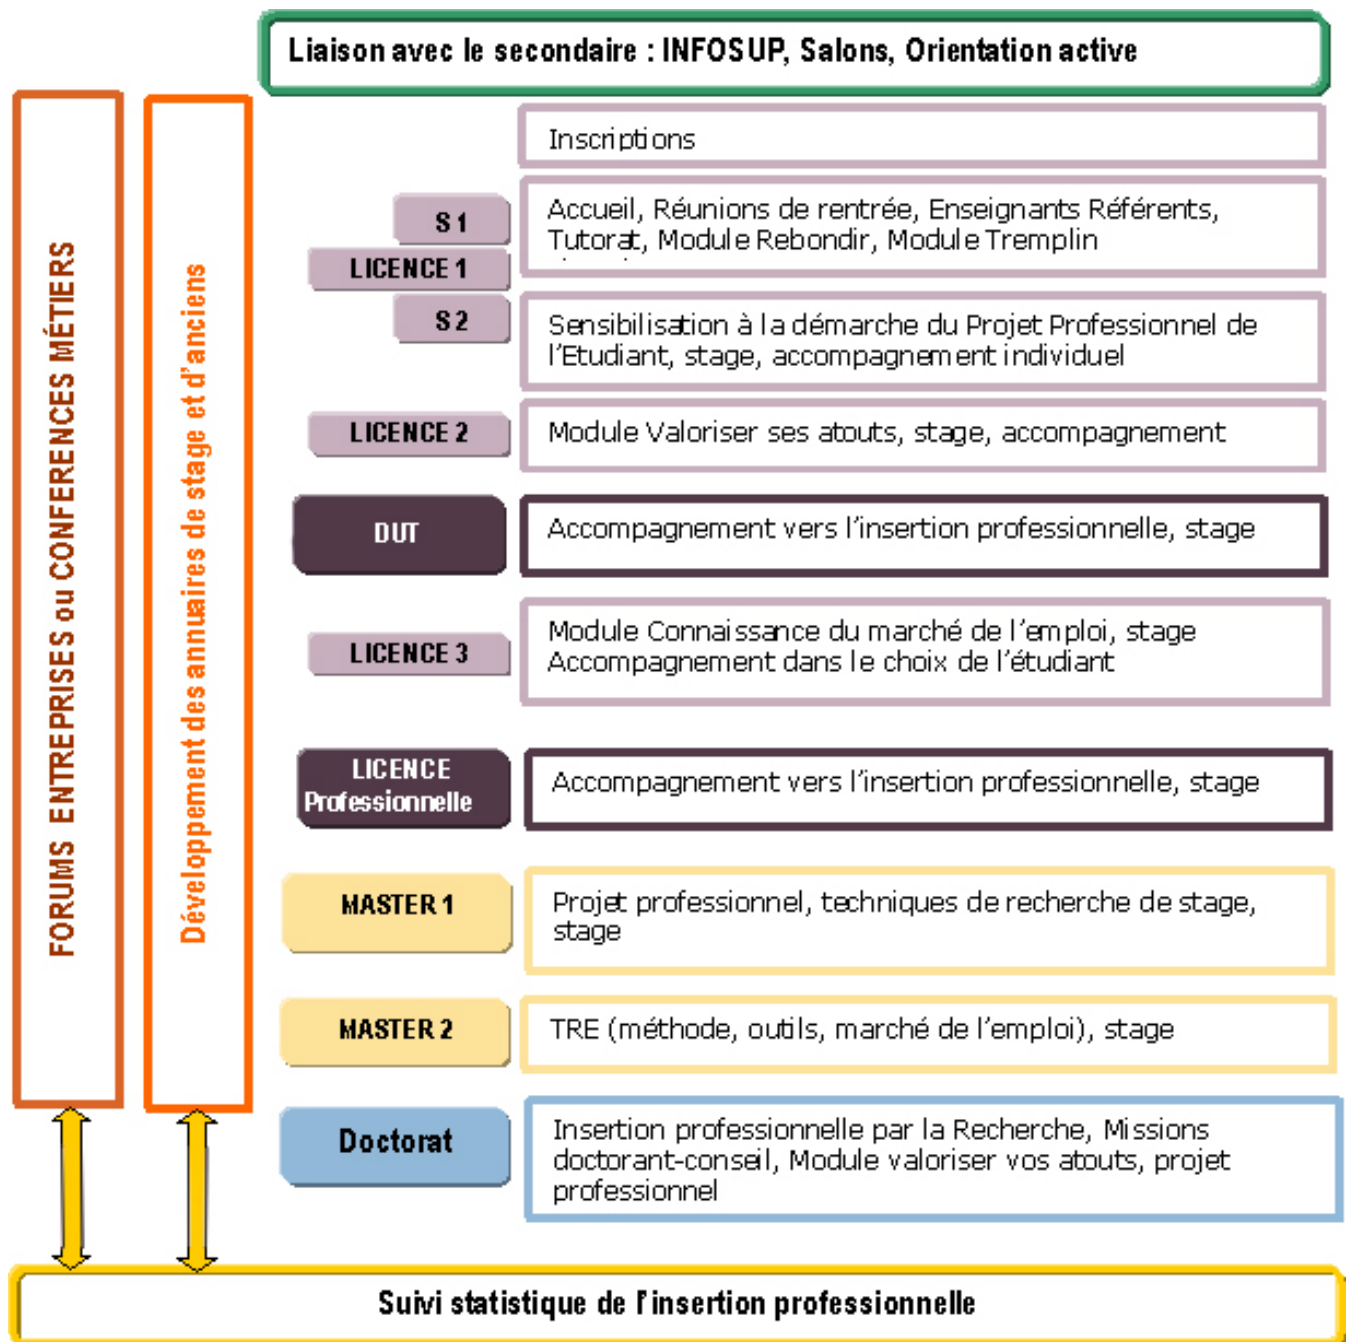 Liaison avec le secondaire : INFOSUP, Salons, Orientation active
FORUMS ENTREPRISES ou CONFERENCES MÉTIERS
Développement des annuaires de stage et d'anciens
Inscriptions
S 1
Accueil, Réunions de rentrée, Enseignants Référents,
Tutorat, Module Rebondir, Module Tremplin
LICENCE 1
S 2
Sensibilisation à la démarche du Projet Professionnel de
l'Etudiant, stage, accompagnement individuel
LICENCE 2
Module Valoriser ses atouts, stage, accompagnement
DUT
Accompagnement vers l'insertion professionnelle, stage
LICENCE 3
Module Connaissance du marché de l'emploi, stage
Accompagnement dans le choix de l'étudiant
LICENCE
Professionnelle
Accompagnement vers l'insertion professionnelle, stage
MASTER 1
Projet professionnel, techniques de recherche de stage,
stage
MASTER 2
TRE (méthode, outils, marché de l'emploi), stage
Doctorat
Insertion professionnelle par la Recherche, Missions
doctorant-conseil, Module valoriser vos atouts, projet
professionnel
Suivi statistique de l'insertion professionnelle